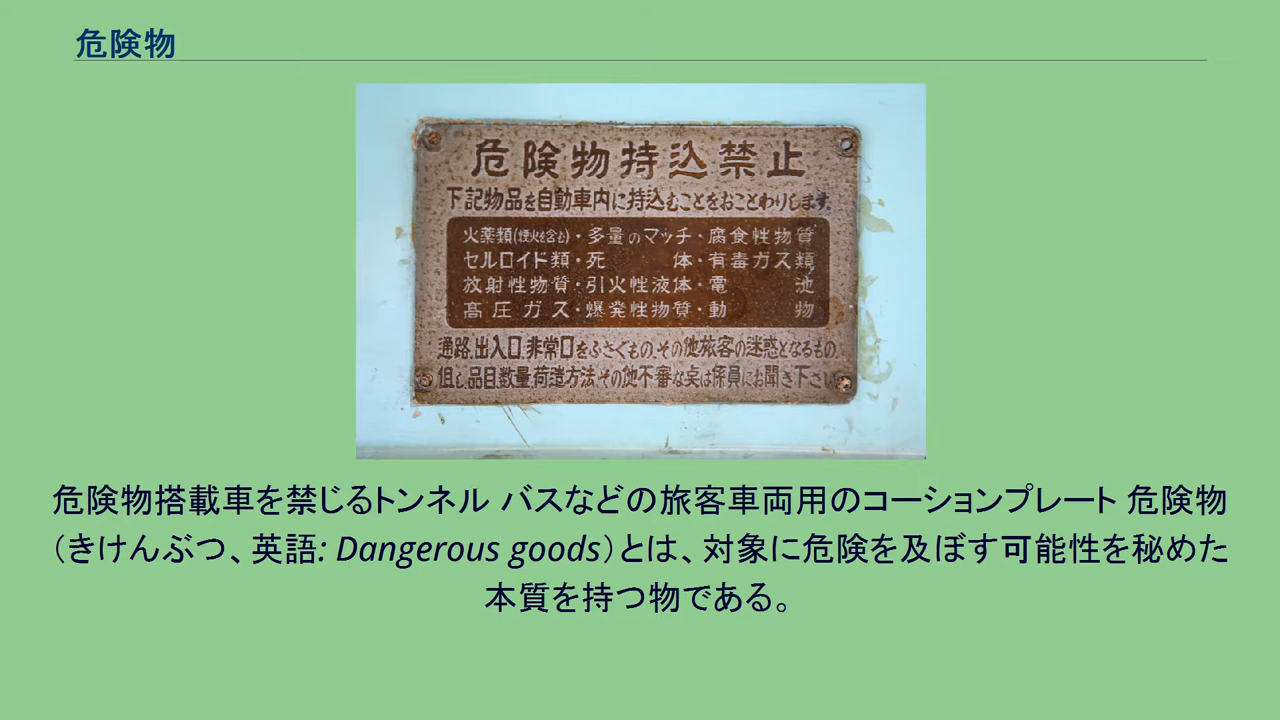 危険物
危険物持込禁止
下記物品を自動車内に持込むことをおことわりします。
火薬類(煙火を含む)・多量のマッチ・腐食性物質
セルロイド類・死体・有毒ガス類
放射性物質・引火性液体・電池
高圧ガス・爆発性物質・動物
通路.出入口.非常口をふさぐもの.その他旅客の迷惑となるもの.
但し.品目.数量.荷造方法.その他不審な点は係員にお聞き下さい
危険物搭載車を禁じるトンネル バスなどの旅客車両用のコーションプレート 危険物
（きけんぶつ、英語: Dangerous goods）とは、対象に危険を及ぼす可能性を秘めた
本質を持つ物である。